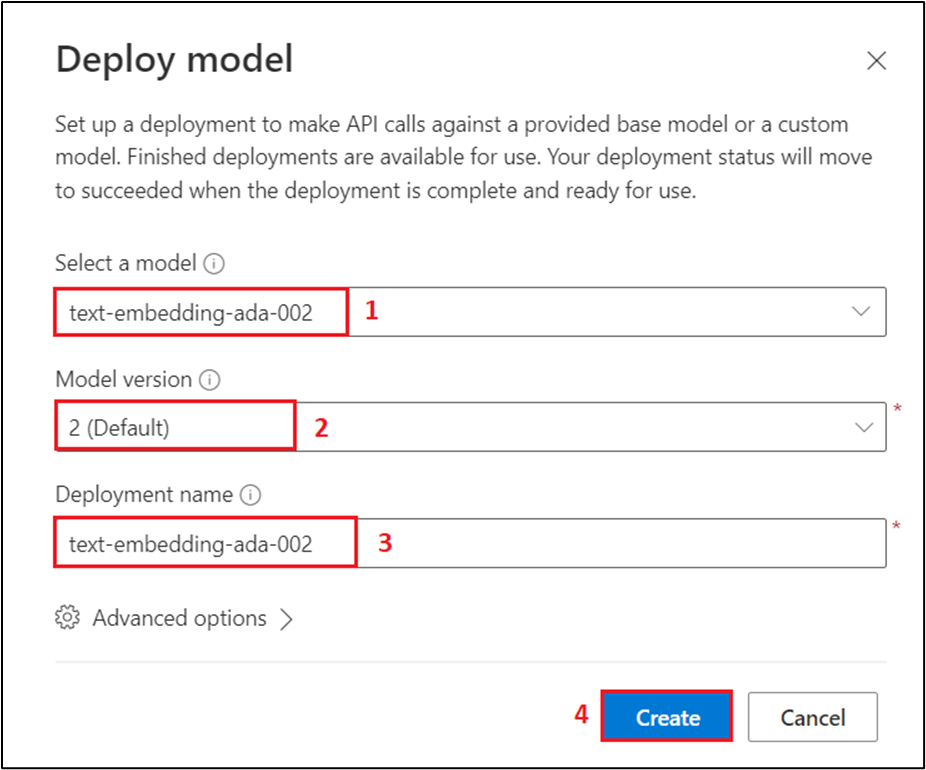 Deploy model
Set up a deployment to make API calls against a provided base model or a custom
model. Finished deployments are available for use. Your deployment status will move
to succeeded when the deployment is complete and ready for use.
Select a model
text-embedding-ada-002 1
Model version
2 (Default) 2 *
Deployment name
text-embedding-ada-002 3 *
Advanced options
4 Create Cancel